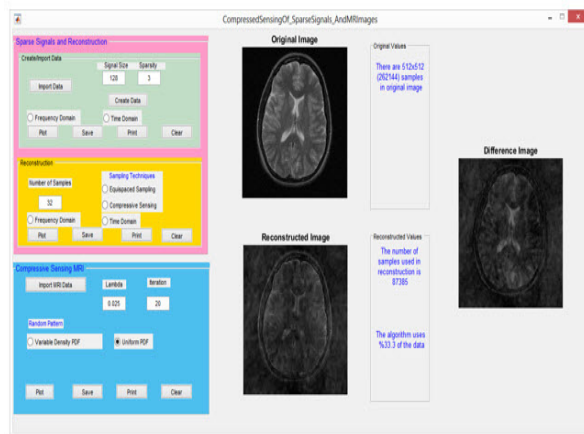 CompressedSensingOf_SparseSignals_AndMRIImages
Sparse Signals and Reconstruction
Create/Import Data
Signal Size Sparsity
128 3
Import Data
Create Data
Frequency Domain Time Domain
Plot Save Print Clear
Reconstruction
Number of Samples
Sampling Techniques
Equispaced Sampling
32
Compressive Sensing
Frequency Domain Time Domain
Plot Save Print Clear
Compressive Sensing MRI
Import MRI Data
Lambda Iteration
0.025 20
Random Pattern
Variable Density PDF Uniform PDF
Plot Save Print Clear
Original Image
Reconstructed Image
Original Values
There are 512x512
(262144) samples
in original image
Reconstructed Values
The number of
samples used in
reconstruction is
87385
The algorithm uses
%33.3 of the data
Difference Image